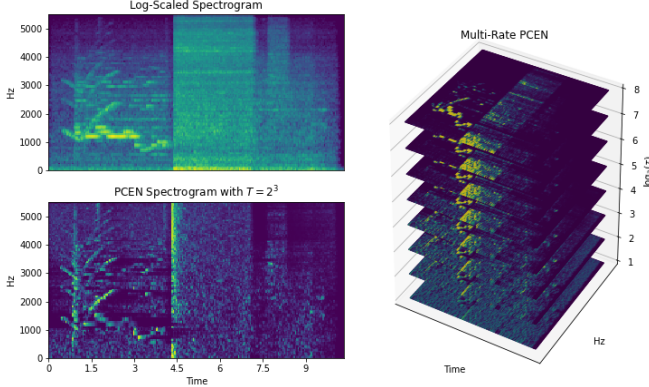 Log-Scaled Spectrogram
5000
4000
3000
2000
1000
0
Hz
PCEN Spectrogram with T = 2³
5000
4000
3000
2000
1000
0
Hz
0 1.5 3 4.5 6 7.5 9
Time
Multi-Rate PCEN
8
7
6
5
4
3
2
1
Hz
Time